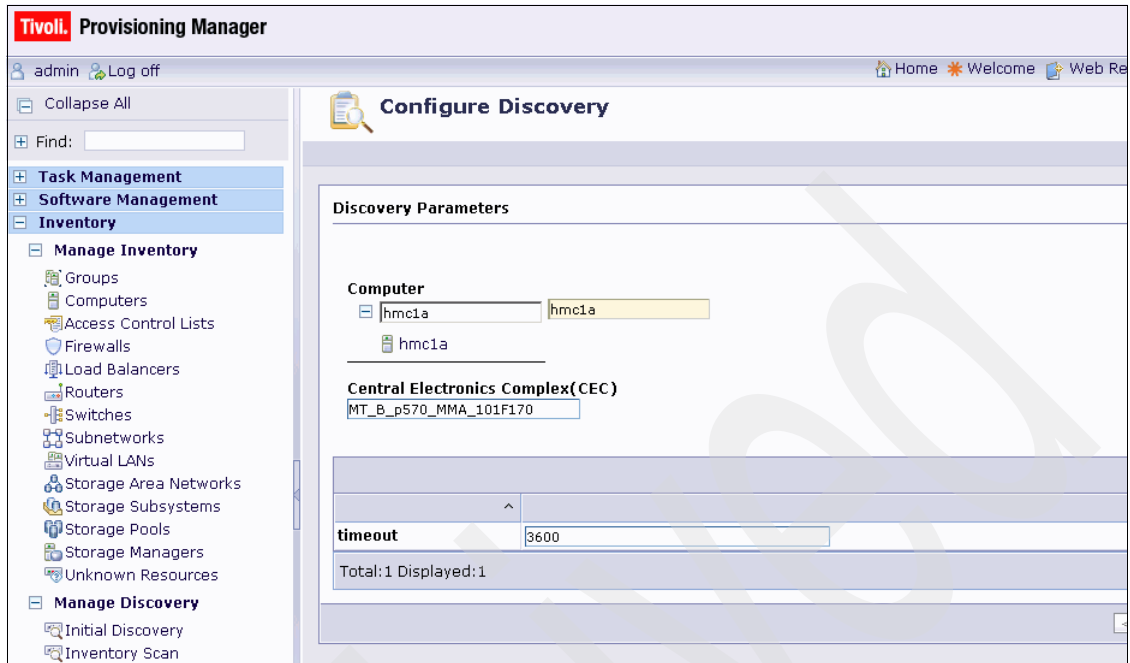 Tivoli. Provisioning Manager
admin Log off Home Welcome Web Re
Collapse All
Find:
Task Management
Software Management
Inventory
Manage Inventory
Groups
Computers
Access Control Lists
Firewalls
Load Balancers
Routers
Switches
Subnetworks
Virtual LANs
Storage Area Networks
Storage Subsystems
Storage Pools
Storage Managers
Unknown Resources
Manage Discovery
Initial Discovery
Inventory Scan
Configure Discovery
Discovery Parameters
Computer
hmc1a hmc1a
hmc1a
Central Electronics Complex(CEC)
MT_B_p570_MMA_101F170
timeout 3600
Total:1 Displayed:1